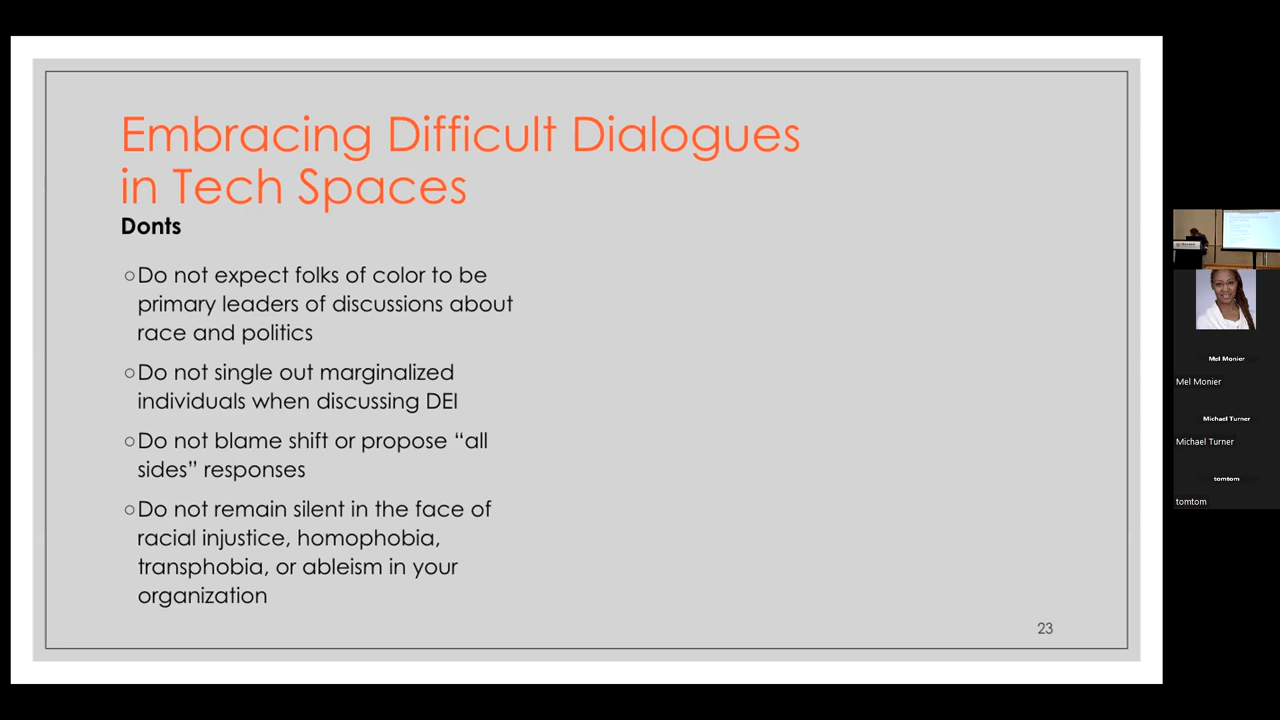 Embracing Difficult Dialogues
in Tech Spaces
Donts
○Do not expect folks of color to be
primary leaders of discussions about
race and politics
○Do not single out marginalized
individuals when discussing DEI
○Do not blame shift or propose “all
sides” responses
○Do not remain silent in the face of
racial injustice, homophobia,
transphobia, or ableism in your
organization
23
Mel Monier
Mel Monier
Michael Turner
Michael Turner
tomtom
tomtom